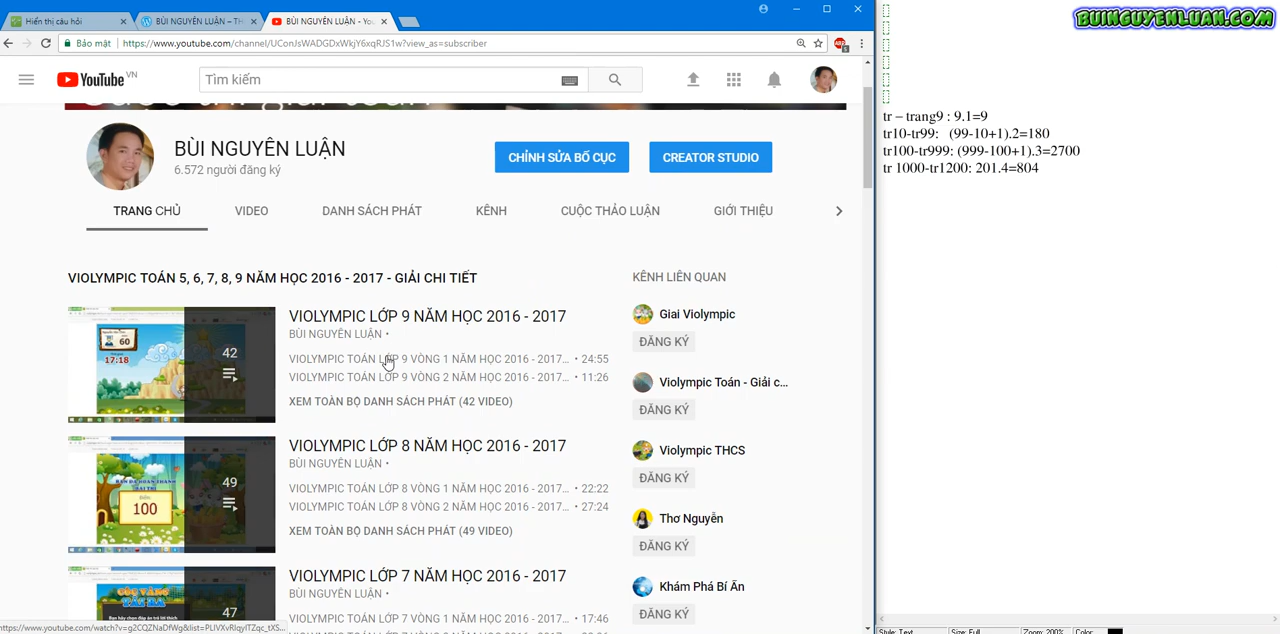 Hiển thị câu hỏi
BÙI NGUYÊN LUẬN – TH
BÙI NGUYÊN LUẬN - You
Bảo mật
https://www.youtube.com/channel/UConJsWADGDxWkjY6xqRJS1w?view_as=subscriber
YouTube VN
Tìm kiếm
BÙI NGUYÊN LUẬN
6.572 người đăng ký
CHỈNH SỬA BỐ CỤC
CREATOR STUDIO
TRANG CHỦ
VIDEO
DANH SÁCH PHÁT
KÊNH
CUỘC THẢO LUẬN
GIỚI THIỆU
VIOLYMPIC TOÁN 5, 6, 7, 8, 9 NĂM HỌC 2016 - 2017 - GIẢI CHI TIẾT
60
17:18
42
VIOLYMPIC LỚP 9 NĂM HỌC 2016 - 2017
BÙI NGUYÊN LUẬN •
VIOLYMPIC TOÁN LỚP 9 VÒNG 1 NĂM HỌC 2016 - 2017... • 24:55
VIOLYMPIC TOÁN LỚP 9 VÒNG 2 NĂM HỌC 2016 - 2017... • 11:26
XEM TOÀN BỘ DANH SÁCH PHÁT (42 VIDEO)
100
49
VIOLYMPIC LỚP 8 NĂM HỌC 2016 - 2017
BÙI NGUYÊN LUẬN •
VIOLYMPIC TOÁN LỚP 8 VÒNG 1 NĂM HỌC 2016 - 2017... • 22:22
VIOLYMPIC TOÁN LỚP 8 VÒNG 2 NĂM HỌC 2016 - 2017... • 27:24
XEM TOÀN BỘ DANH SÁCH PHÁT (49 VIDEO)
47
VIOLYMPIC LỚP 7 NĂM HỌC 2016 - 2017
BÙI NGUYÊN LUẬN •
VIOLYMPIC TOÁN LỚP 7 VÒNG 1 NĂM HỌC 2016 - 2017... • 17:46
KÊNH LIÊN QUAN
Giai Violympic
ĐĂNG KÝ
Violympic Toán - Giải c...
ĐĂNG KÝ
Violympic THCS
ĐĂNG KÝ
Thơ Nguyễn
ĐĂNG KÝ
Khám Phá Bí Ẩn
ĐĂNG KÝ
BUINGUYENLUAN.COM
tr – trang9 : 9.1=9
tr10-tr99: (99-10+1).2=180
tr100-tr999: (999-100+1).3=2700
tr 1000-tr1200: 201.4=804
Style: Text
Size: Full
Zoom: 200%
Color: